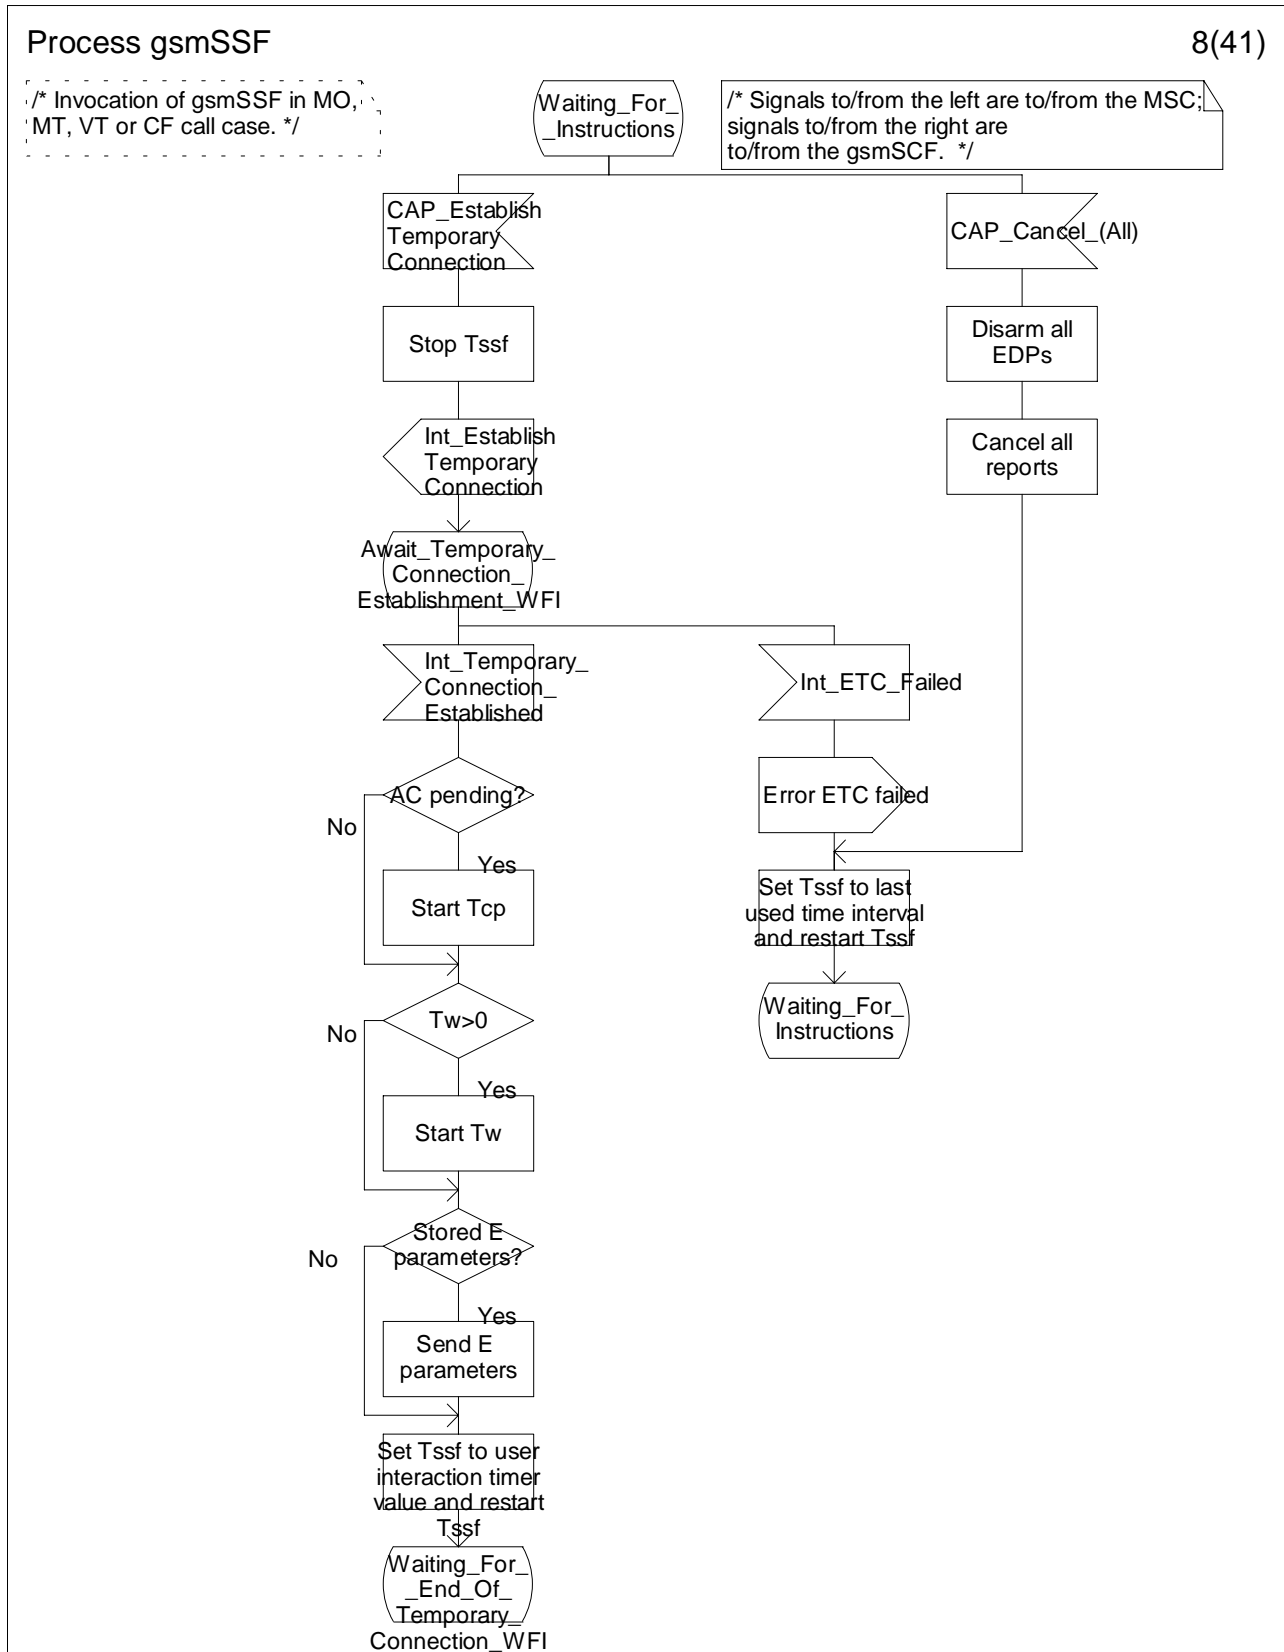 Process gsmSSF
8(41)
/* Invocation of gsmSSF in MO,
MT, VT or CF call case. */
Waiting_For_
_Instructions
/* Signals to/from the left are to/from the MSC;
signals to/from the right are
to/from the gsmSCF. */
CAP_Establish
Temporary
Connection
CAP_Cancel_(All)
Stop Tssf
Disarm all
EDPs
Int_Establish
Temporary
Connection
Cancel all
reports
Await_Temporary_
Connection_
Establishment_WFI
Int_Temporary_
Connection_
Established
Int_ETC_Failed
AC pending?
Error ETC failed
No
Yes
Start Tcp
Set Tssf to last
used time interval
and restart Tssf
Tw>0
No
Waiting_For_
Instructions
Yes
Start Tw
Stored E
parameters?
No
Yes
Send E
parameters
Set Tssf to user
interaction timer
value and restart
Tssf
Waiting_For_
_End_Of_
Temporary_
Connection_WFI